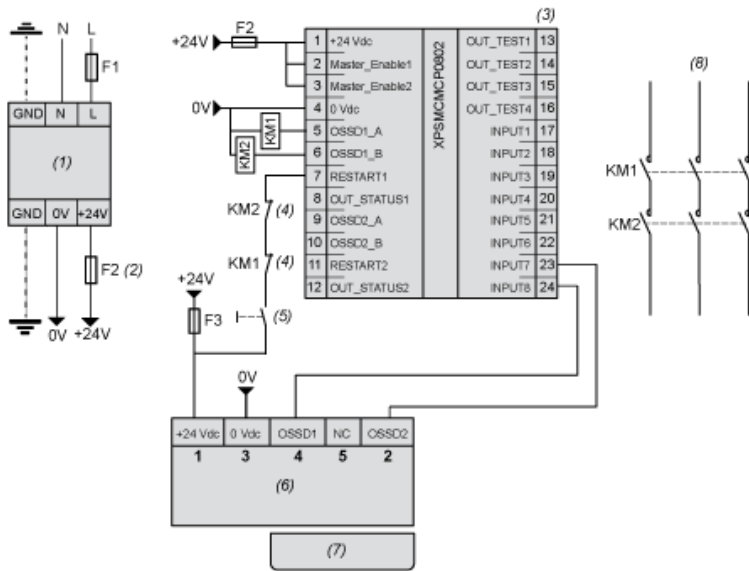 N L
F1
GND N L
(1)
GND 0V +24V
F2 (2)
0V +24V
(3)
+24V F2
0V
XPSMCMCP0802
1 +24 Vdc
2 Master_Enable1
3 Master_Enable2
4 0 Vdc
5 OSSD1_A
6 OSSD1_B
7 RESTART1
8 OUT_STATUS1
9 OSSD2_A
10 OSSD2_B
11 RESTART2
12 OUT_STATUS2
OUT_TEST1 13
OUT_TEST2 14
OUT_TEST3 15
OUT_TEST4 16
INPUT1 17
INPUT2 18
INPUT3 19
INPUT4 20
INPUT5 21
INPUT6 22
INPUT7 23
INPUT8 24
KM1
KM2
KM2 (4)
KM1 (4)
+24V
F3
(5)
0V
+24 Vdc 0 Vdc OSSD1 NC OSSD2
1 3 4 5 2
(6)
(7)
(8)
KM1
KM2